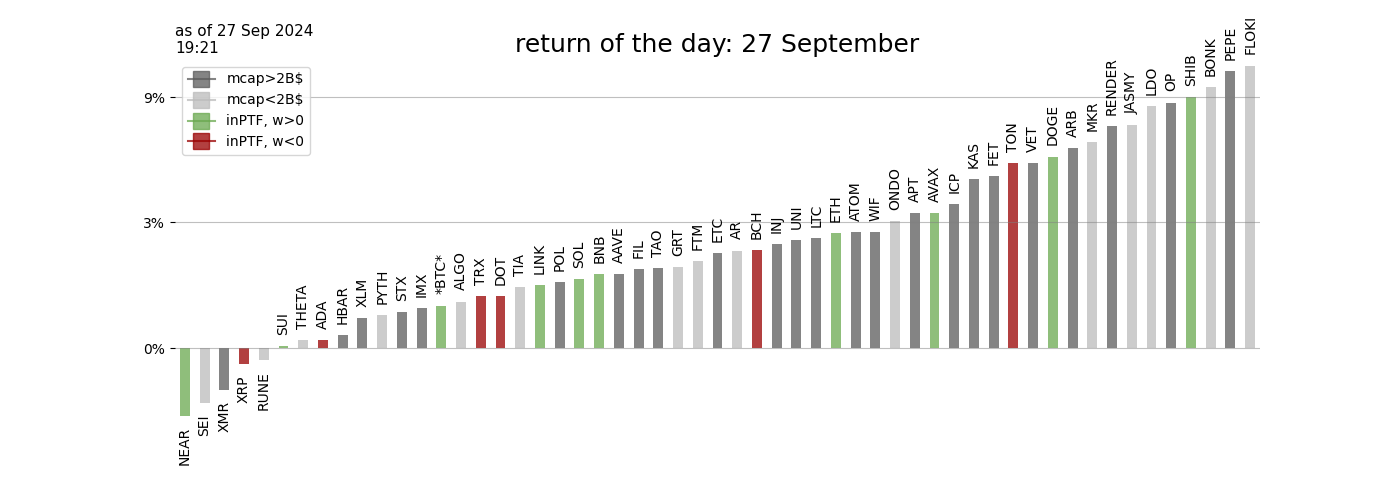 as of 27 Sep 2024
19:21
return of the day: 27 September
mcap>2B$
mcap<2B$
inPTF, w>0
inPTF, w<0
9%
3%
0%
NEAR
SEI
XMR
XRP
RUNE
SUI
THETA
ADA
HBAR
XLM
PYTH
STX
IMX
*BTC*
ALGO
TRX
DOT
TIA
LINK
POL
SOL
BNB
AAVE
FIL
TAO
GRT
FTM
ETC
AR
BCH
INJ
UNI
LTC
ETH
ATOM
WIF
ONDO
APT
AVAX
ICP
KAS
FET
TON
VET
DOGE
ARB
MKR
RENDER
JASMY
LDO
OP
SHIB
BONK
PEPE
FLOKI